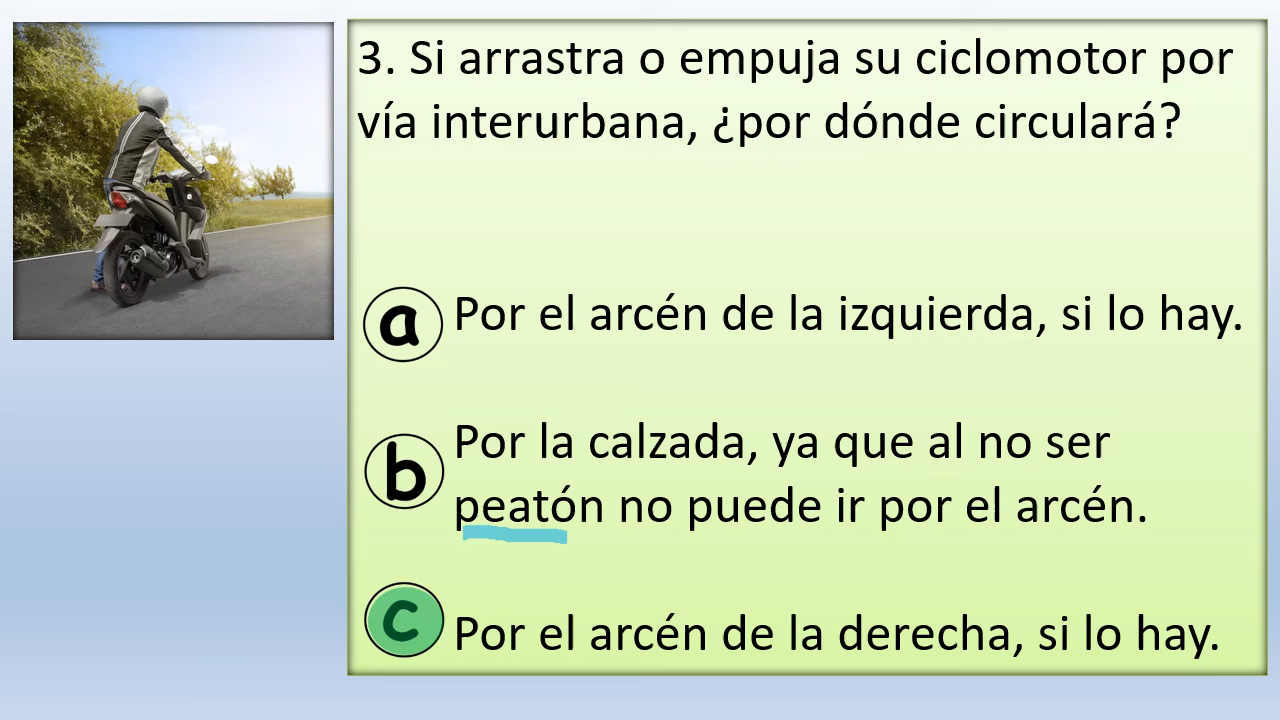 3. Si arrastra o empuja su ciclomotor por
vía interurbana, ¿por dónde circulará?
a Por el arcén de la izquierda, si lo hay.
b Por la calzada, ya que al no ser
peatón no puede ir por el arcén.
c Por el arcén de la derecha, si lo hay.